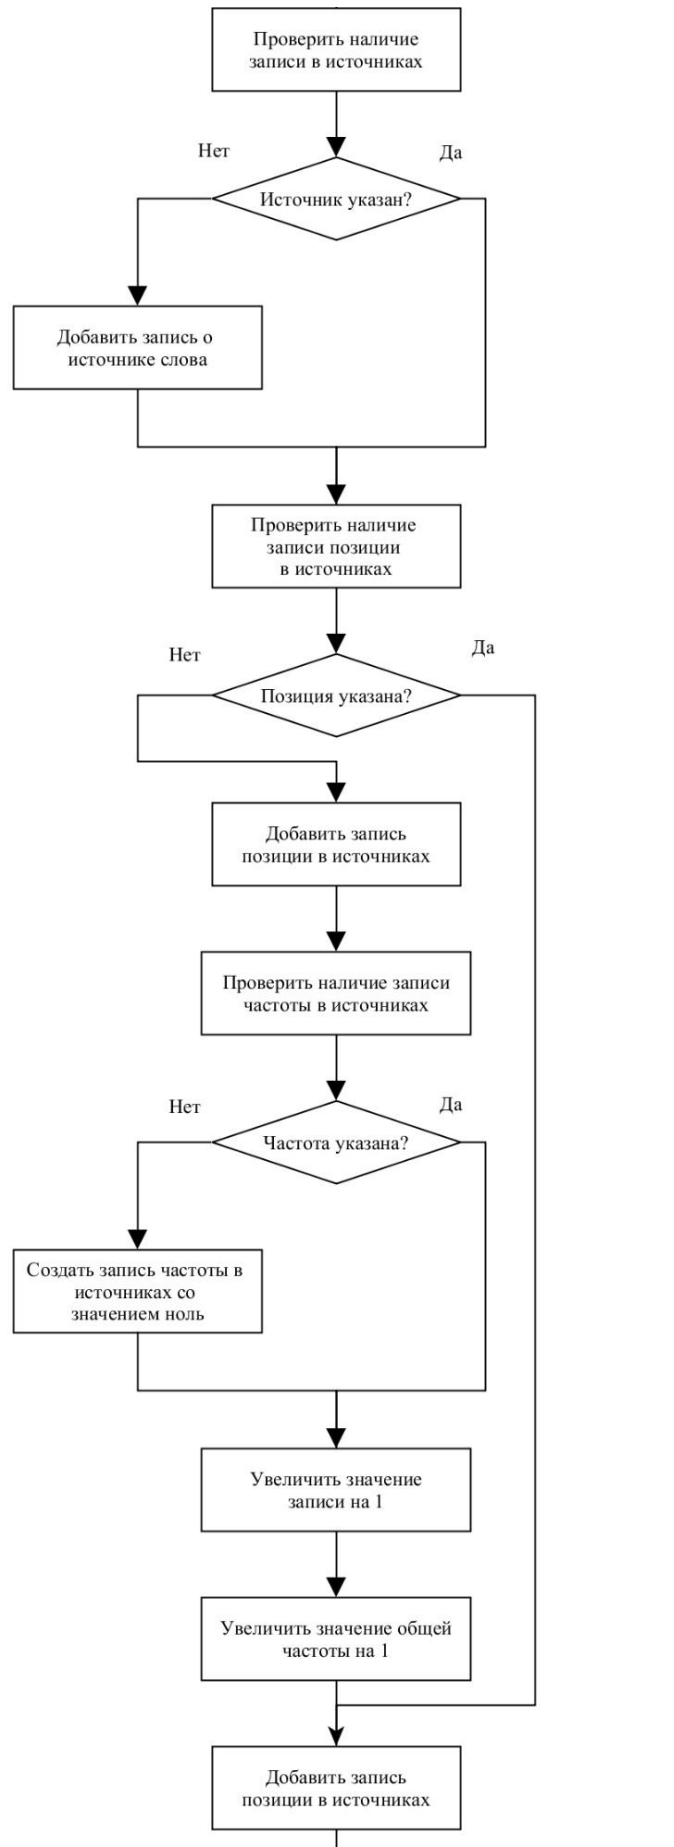 Проверить наличие
записи в источниках
Нет
Да
Источник указан?
Добавить запись о
источнике слова
Проверить наличие
записи позиции
в источниках
Нет
Да
Позиция указана?
Добавить запись
позиции в источниках
Проверить наличие записи
частоты в источниках
Нет
Да
Частота указана?
Создать запись частоты в
источниках со
значением ноль
Увеличить значение
записи на 1
Увеличить значение общей
частоты на 1
Добавить запись
позиции в источниках